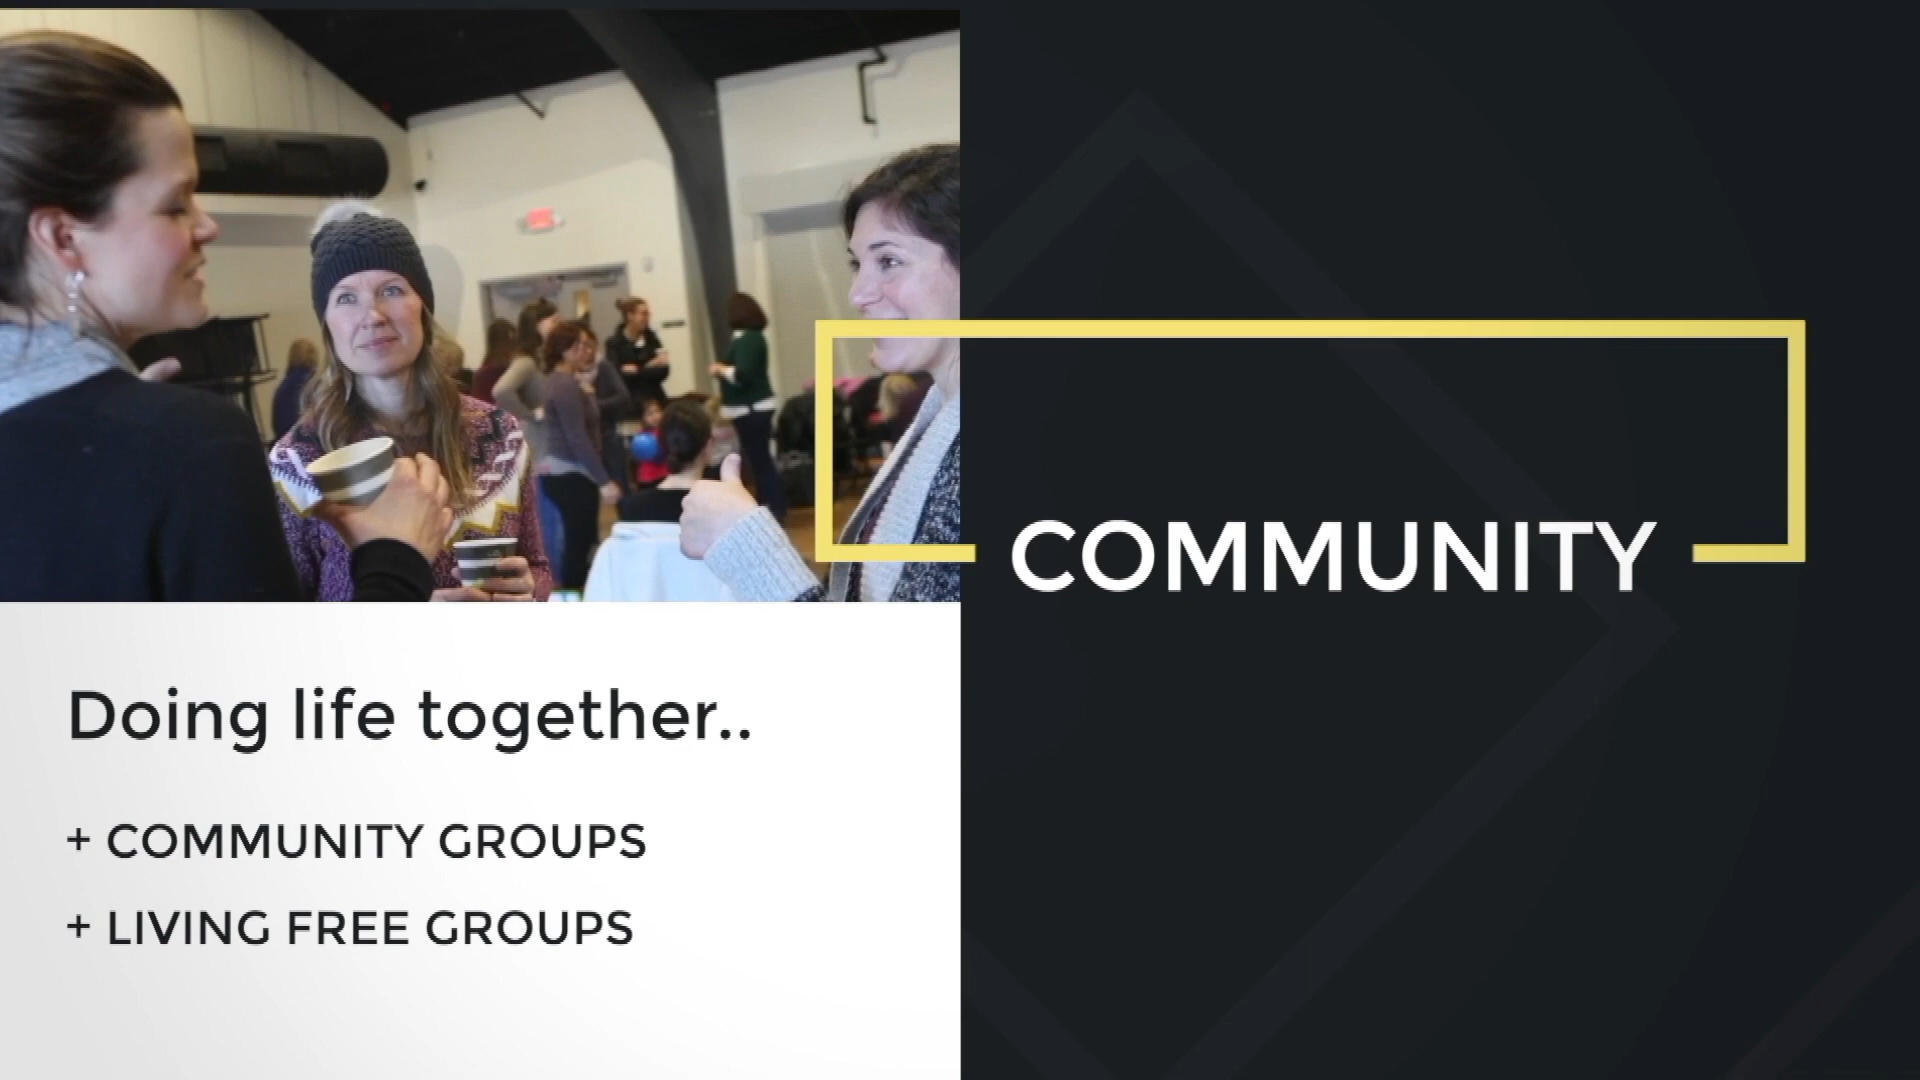 COMMUNITY
Doing life together..
+ COMMUNITY GROUPS
+ LIVING FREE GROUPS